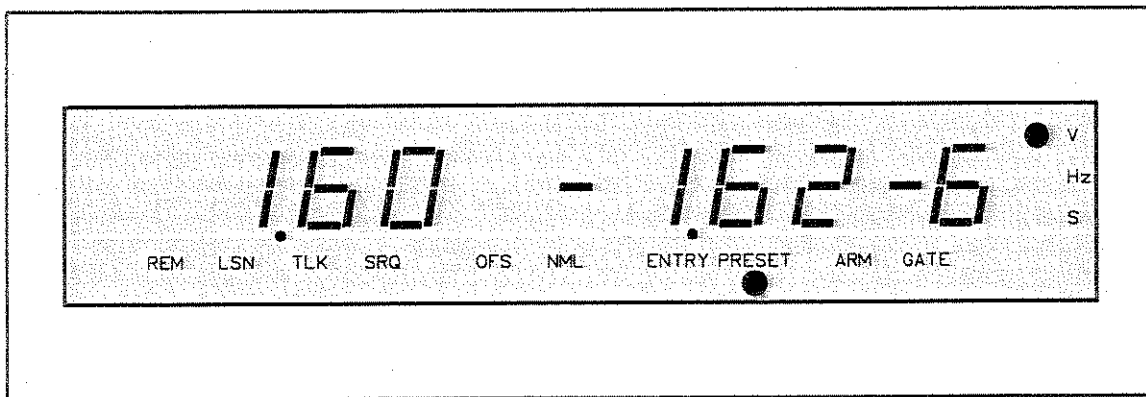 1.60 - 1.62 -6
V
Hz
S
REM LSN TLK SRQ OFS NML ENTRY PRESET ARM GATE